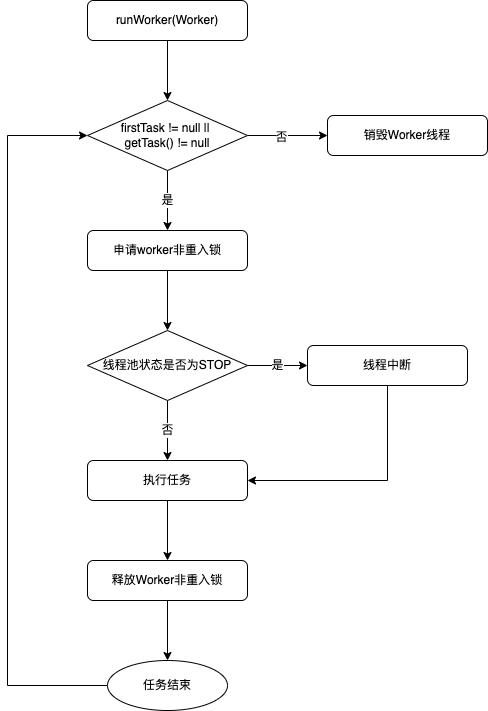 runWorker(Worker)
firstTask != null ||
getTask() != null
否
销毁Worker线程
是
申请worker非重入锁
线程池状态是否为STOP
是
线程中断
否
执行任务
释放Worker非重入锁
任务结束